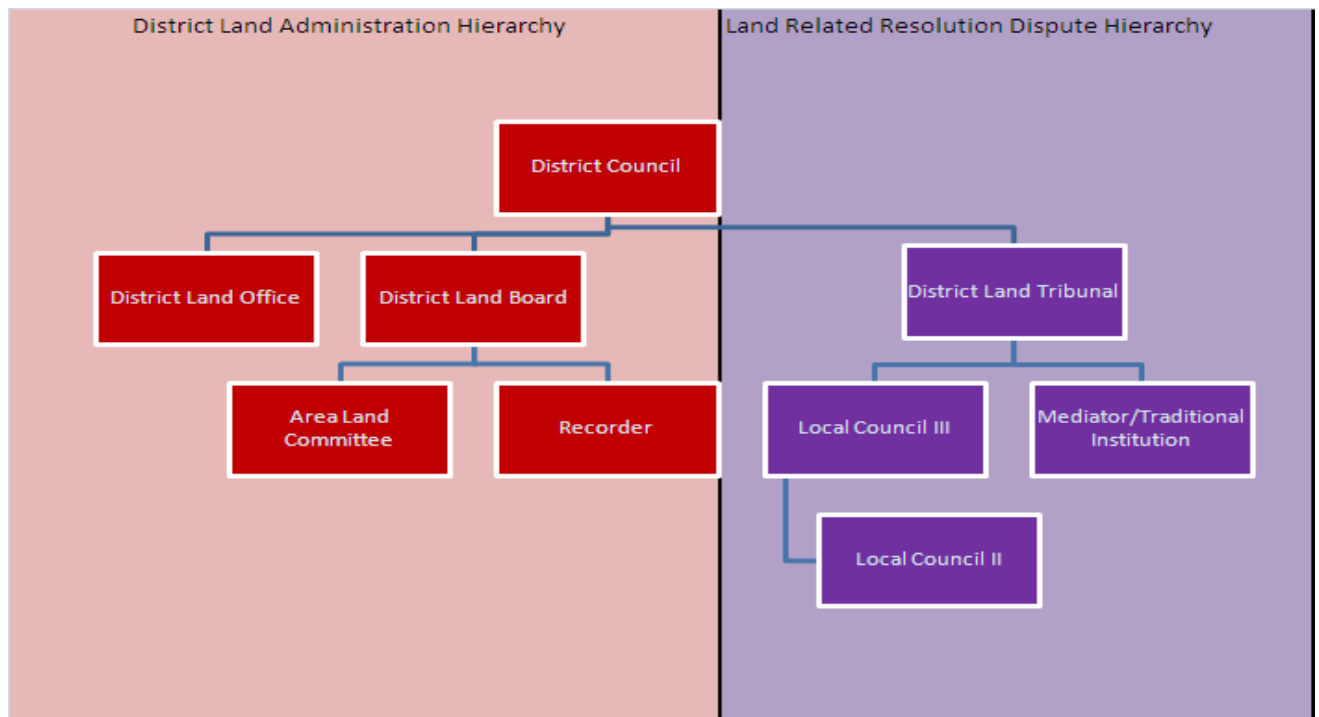 District Land Administration Hierarchy
Land Related Resolution Dispute Hierarchy
District Council
District Land Office
District Land Board
District Land Tribunal
Area Land
Committee
Recorder
Local Council III
Mediator/Traditional
Institution
Local Council II